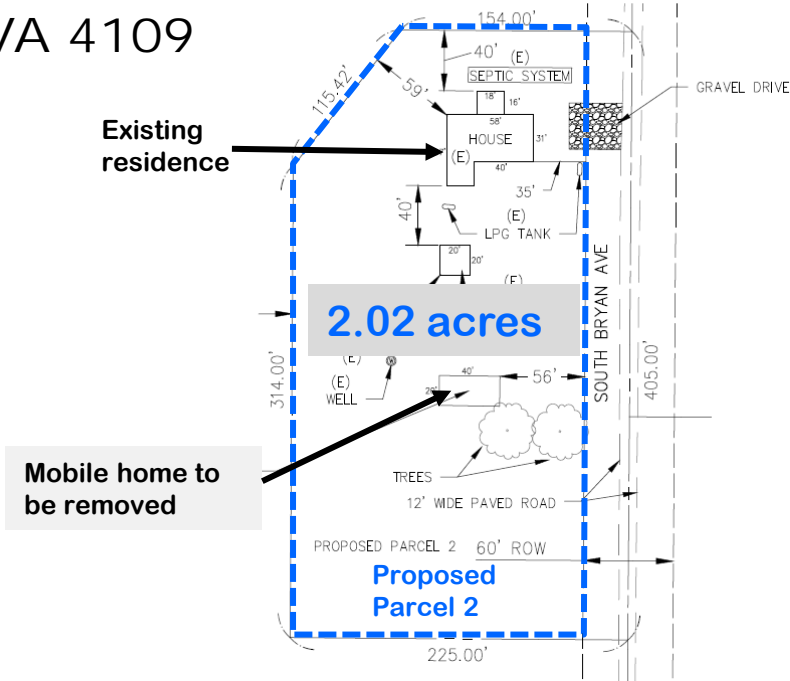 VA 4109
154.00'
40'
(E)
SEPTIC SYSTEM
115.42'
59'
GRAVEL DRIVE
18'
16'
58'
HOUSE
31'
(E)
40'
Existing
residence
35'
40'
(E)
LPG TANK
20'
20'
SOUTH BRYAN AVE
2.02 acres
314.00'
405.00'
(E)
(E)
WELL
40'
56'
Mobile home to
be removed
TREES
12' WIDE PAVED ROAD
PROPOSED PARCEL 2
60' ROW
Proposed
Parcel 2
225.00'